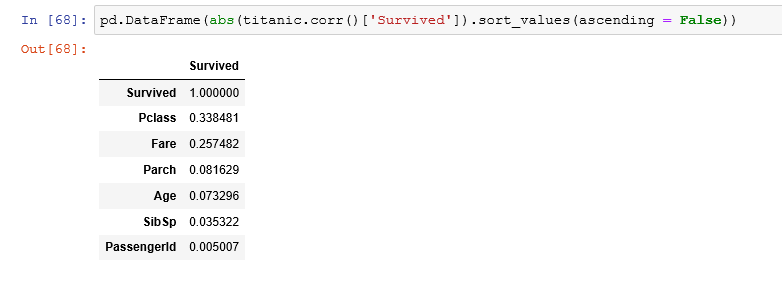 In [68]: pd.DataFrame(abs(titanic.corr()['Survived']).sort_values(ascending = False))
Out[68]:
Survived
Survived 1.000000
Pclass 0.338481
Fare 0.257482
Parch 0.081629
Age 0.073296
SibSp 0.035322
PassengerId 0.005007